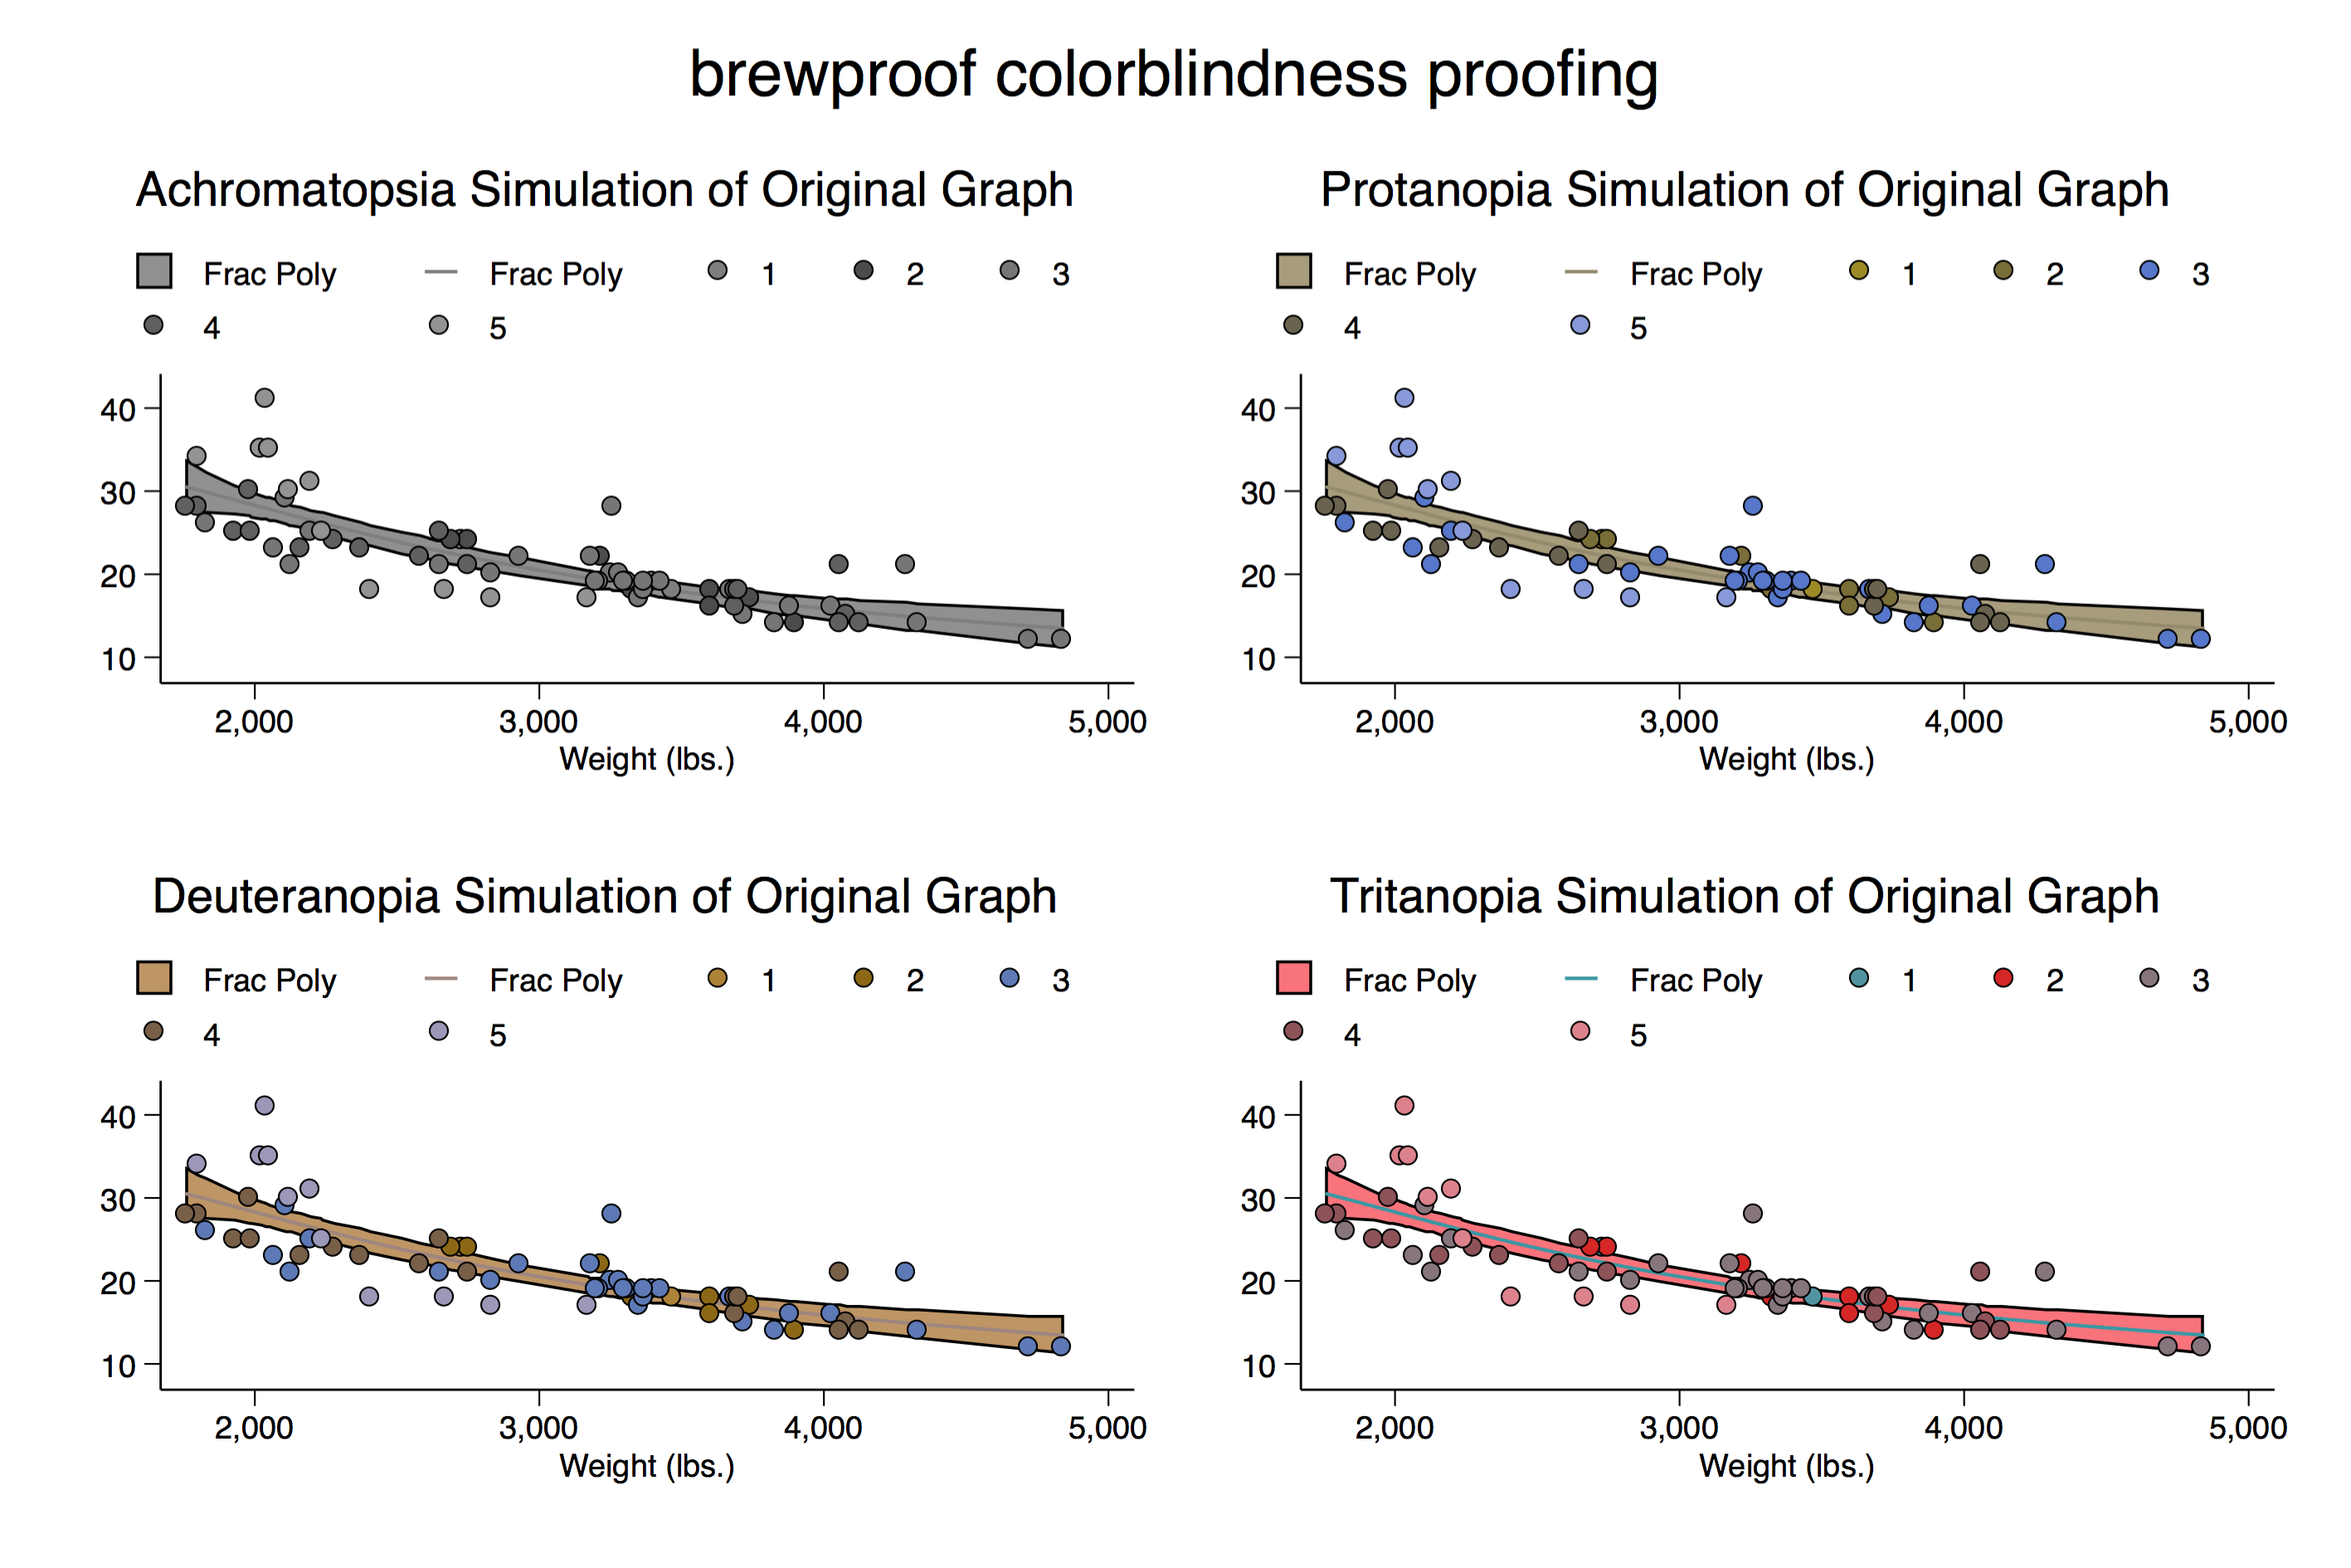 brewproof colorblindness proofing
Achromatopsia Simulation of Original Graph
Frac Poly Frac Poly 1 2 3
4 5
40
30
20
10
2,000 3,000 4,000 5,000
Weight (lbs.)
Protanopia Simulation of Original Graph
Frac Poly Frac Poly 1 2 3
4 5
40
30
20
10
2,000 3,000 4,000 5,000
Weight (lbs.)
Deuteranopia Simulation of Original Graph
Frac Poly Frac Poly 1 2 3
4 5
40
30
20
10
2,000 3,000 4,000 5,000
Weight (lbs.)
Tritanopia Simulation of Original Graph
Frac Poly Frac Poly 1 2 3
4 5
40
30
20
10
2,000 3,000 4,000 5,000
Weight (lbs.)